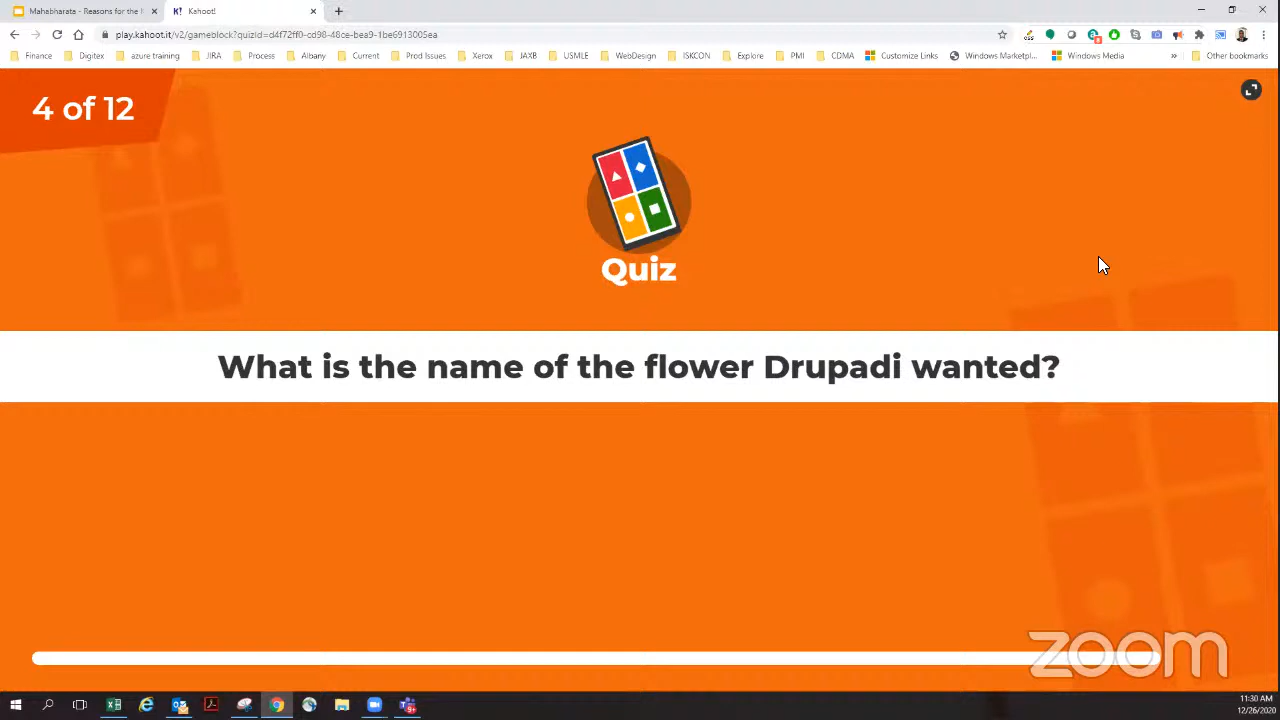 Mahabharata - Reasons for the
Kahoot!
play.kahoot.it/v2/gameblock?quizId=d4f72ff0-cd98-48ce-bea9-1be6913005ea
Finance Digitex azure training JIRA Process Albany Current Prod Issues Xerox JAXB USMLE WebDesign ISKCON Explore PMI CDMA Customize Links Windows Marketpl... Windows Media » Other bookmarks
4 of 12
Quiz
What is the name of the flower Drupadi wanted?
zoom
11:30 AM
12/26/2020